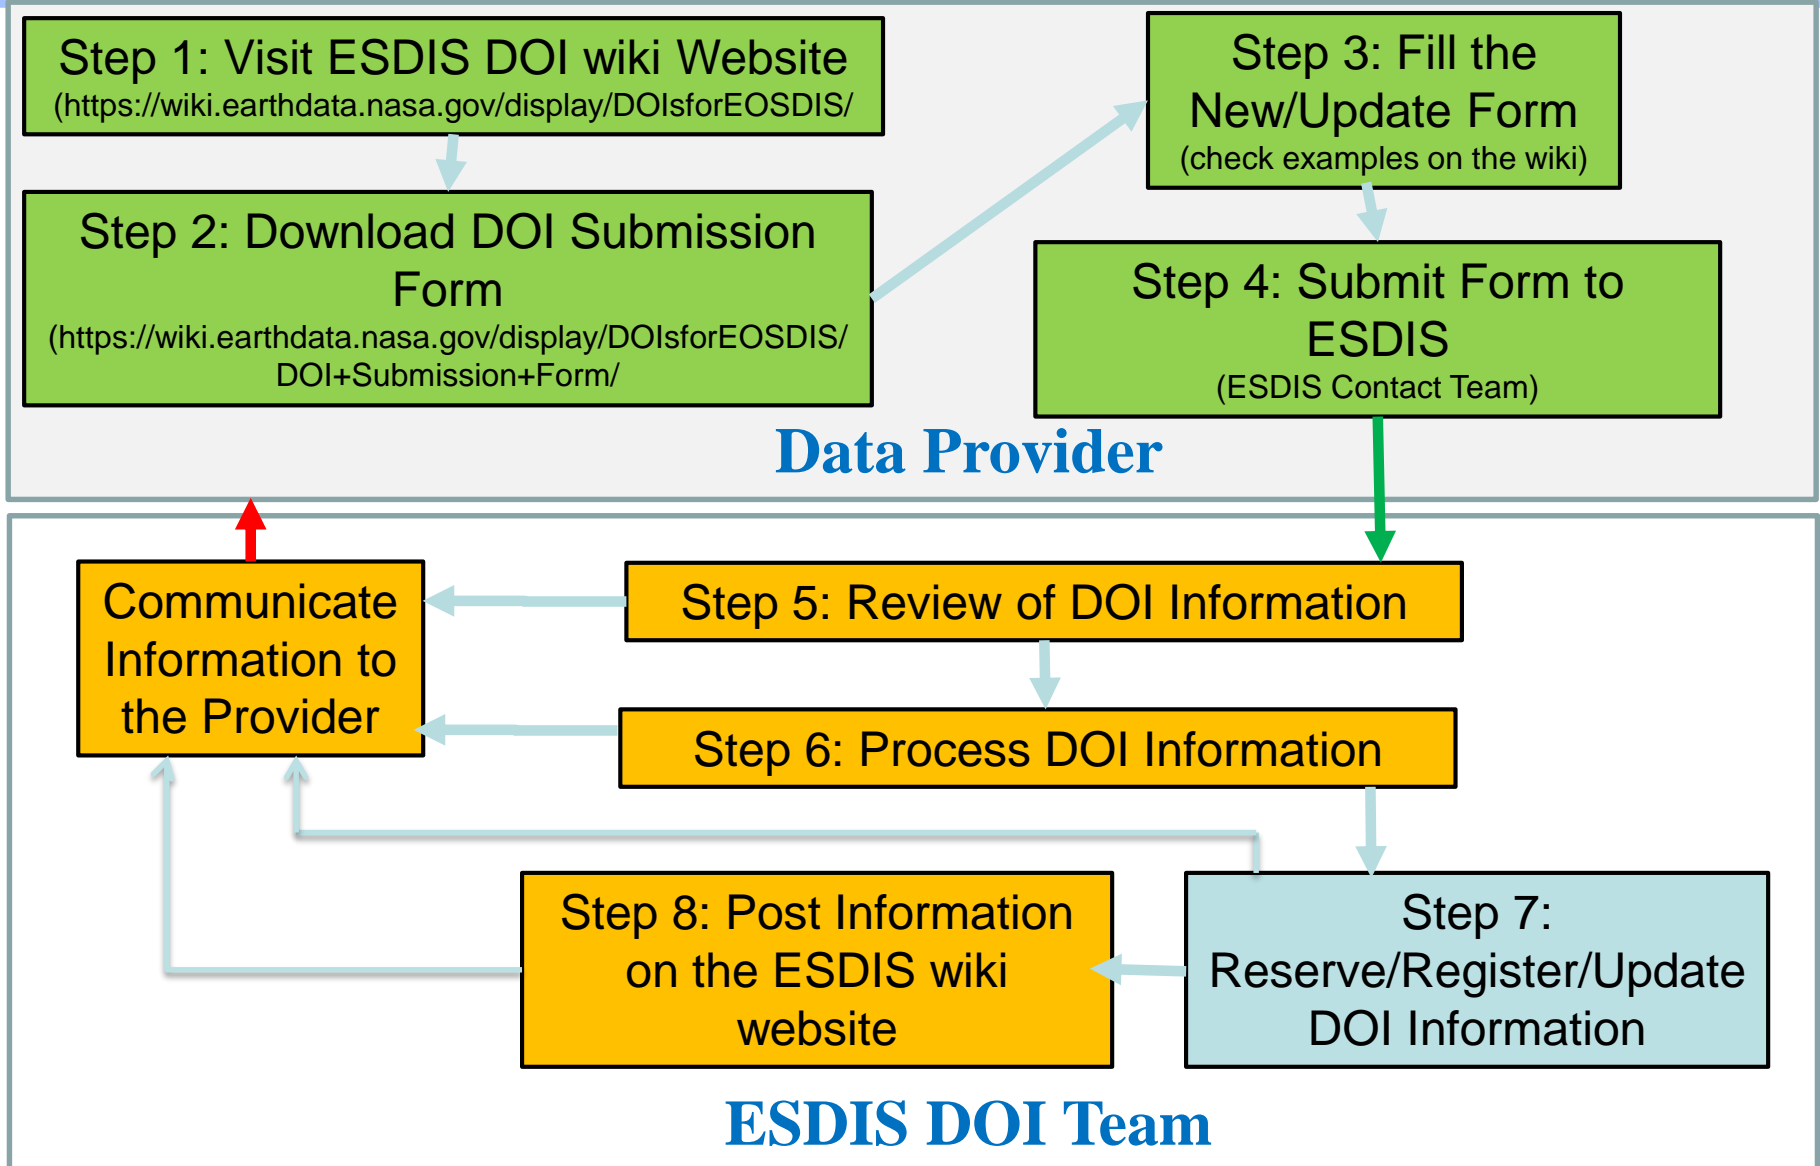 Step 1: Visit ESDIS DOI wiki Website
(https://wiki.earthdata.nasa.gov/display/DOIsforEOSDIS/
Step 2: Download DOI Submission
Form
(https://wiki.earthdata.nasa.gov/display/DOIsforEOSDIS/
DOI+Submission+Form/
Step 3: Fill the
New/Update Form
(check examples on the wiki)
Step 4: Submit Form to
ESDIS
(ESDIS Contact Team)
Data Provider
Communicate
Information to
the Provider
Step 5: Review of DOI Information
Step 6: Process DOI Information
Step 7:
Reserve/Register/Update
DOI Information
Step 8: Post Information
on the ESDIS wiki
website
ESDIS DOI Team